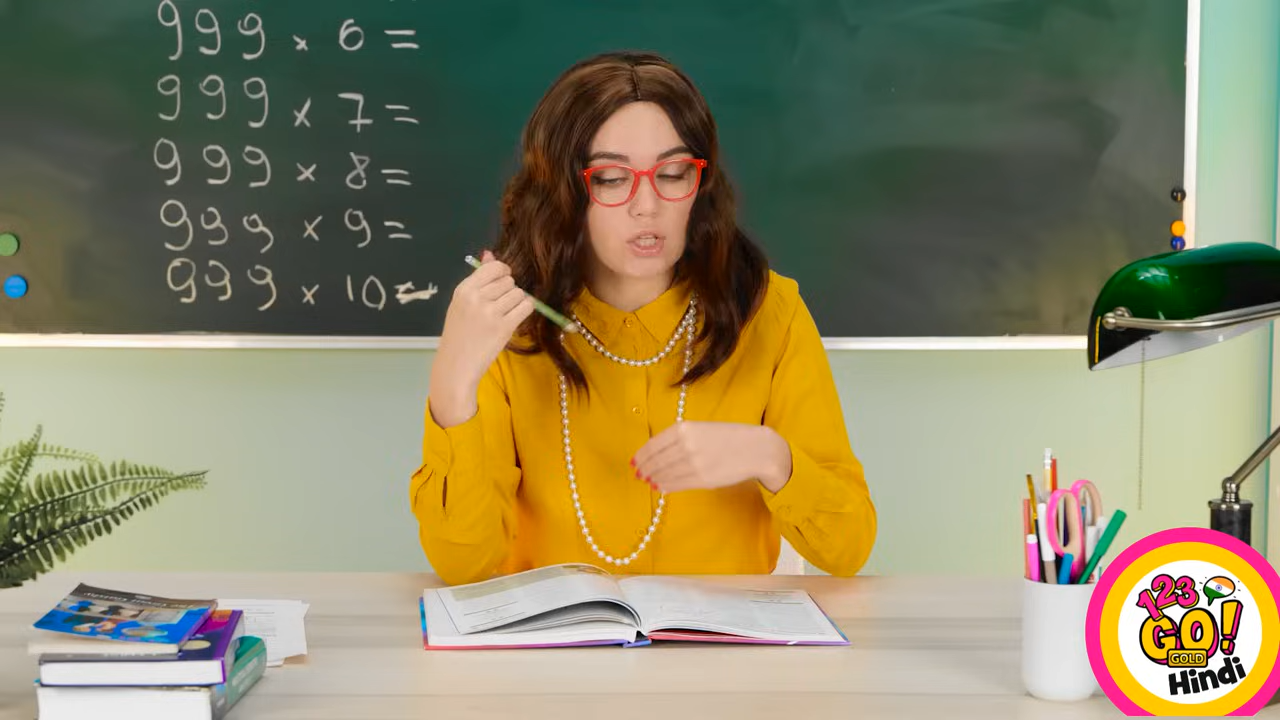 999 × 6 =
999 × 7 =
999 × 8 =
999 × 9 =
999 × 10 =
123
GO!
GOLD
Hindi